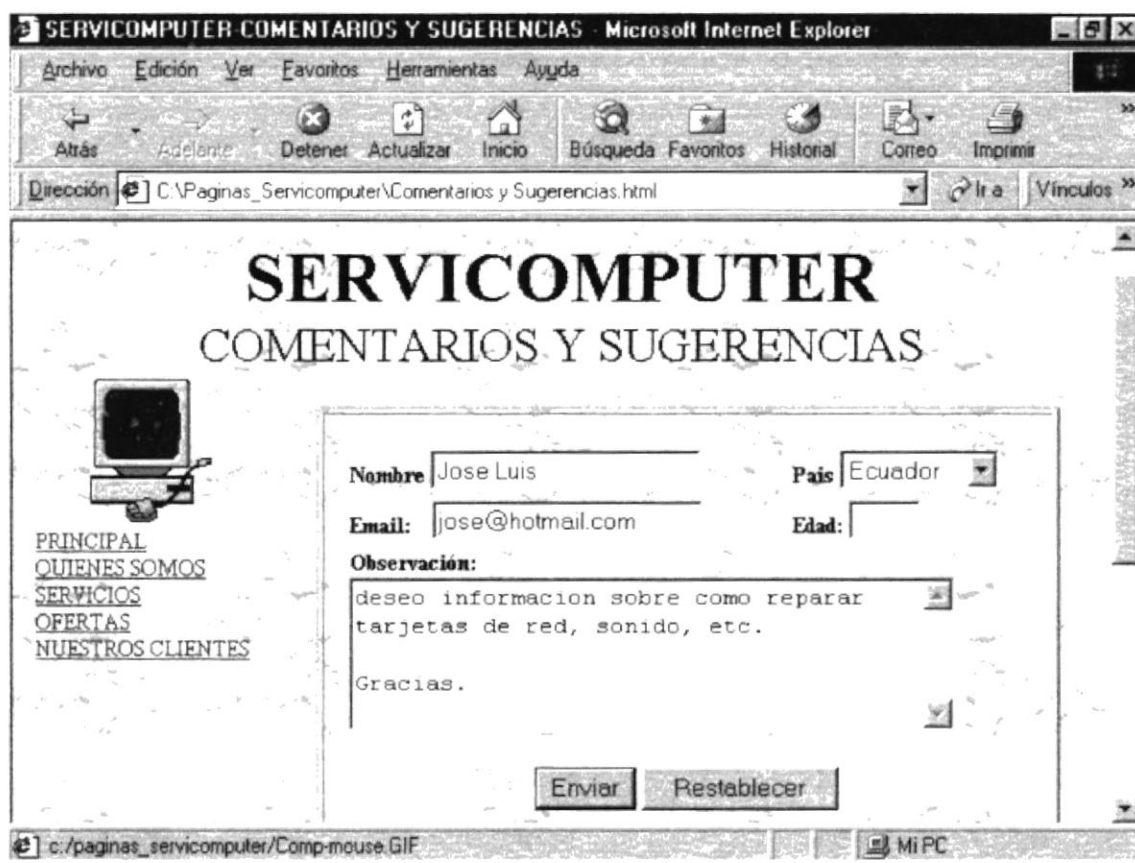 SERVICOMPUTER-COMENTARIOS Y SUGERENCIAS - Microsoft Internet Explorer
Archivo Edición Ver Favoritos Herramientas Ayuda
Atrás Adelante Detener Actualizar Inicio Búsqueda Favoritos Historial Correo Imprimir »
Dirección C:\Paginas_Servicomputer\Comentarios y Sugerencias.html Ir a Vínculos »
SERVICOMPUTER
COMENTARIOS Y SUGERENCIAS
Nombre Jose Luis Pais Ecuador
Email: jose@hotmail.com Edad:
PRINCIPAL
QUIENES SOMOS
SERVICIOS
OFERTAS
NUESTROS CLIENTES
Observación:
deseo informacion sobre como reparar
tarjetas de red, sonido, etc.
Gracias.
Enviar Restablecer
c:/paginas_servicomputer/Comp-mouse.GIF Mi PC